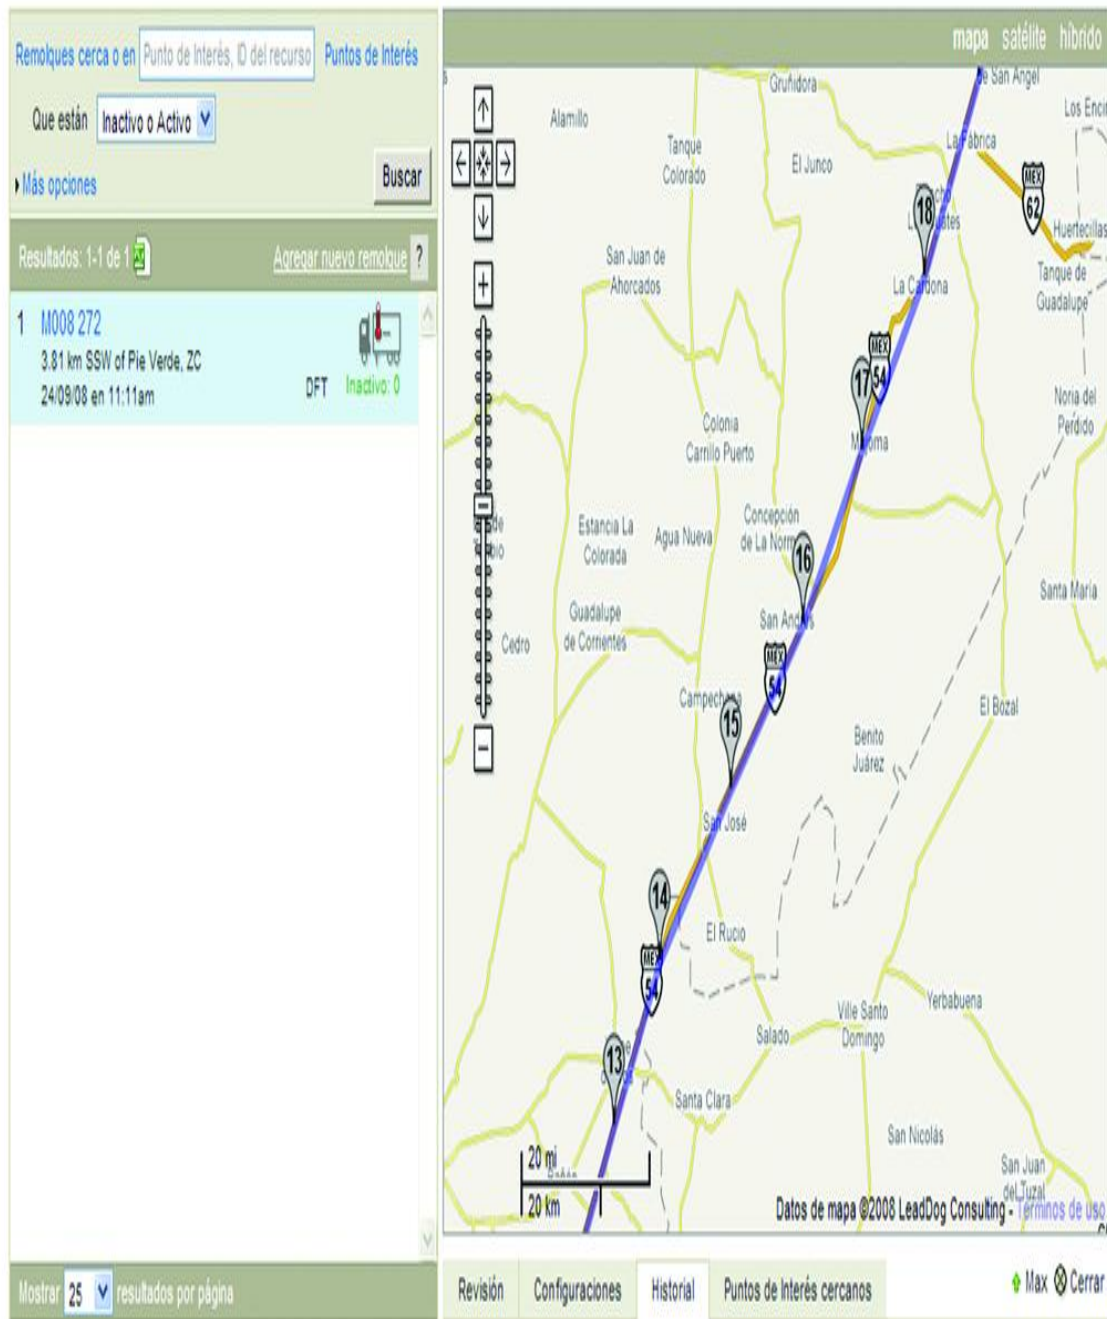 Remolques cerca o en Punto de Interés, ID del recurso Puntos de Interés
Que están Inactivo o Activo
Más opciones
Buscar
Resultados: 1-1 de 1 Agregar nuevo remolque ?
1 M008 272
3.81 km SSW of Pie Verde, ZC
24/09/08 en 11:11am
DFT Inactivo: 0
Mostrar 25 resultados por página
mapa satélite híbrido
de San Angel
Gruñidora
Alamillo
Los
La Fábrica
Tanque
Colorado
El Junco
MEX
62
18
Huertecillas
San Juan de
Ahorcados
Tanque de
Guadalupe
La Cardona
MEX
54
17
Noria del
Perdido
Colonia
Carrillo Puerto
Concepción
de La
Estancia La
Colorada
Agua Nueva
16
Santa María
Guadalupe
de Corrientes
San
Cedro
MEX
54
Campechana
El Bozal
15
Benito
Juárez
San José
14
El Rucio
MEX
54
Yerbabuena
Ville Santo
Domingo
Salado
13
Santa Clara
San Nicolás
San Juan
del Tuzal
20 mi
20 km
Datos de mapa ©2008 LeadDog Consulting - Términos de uso
Revisión Configuraciones Historial Puntos de Interés cercanos Max Cerrar